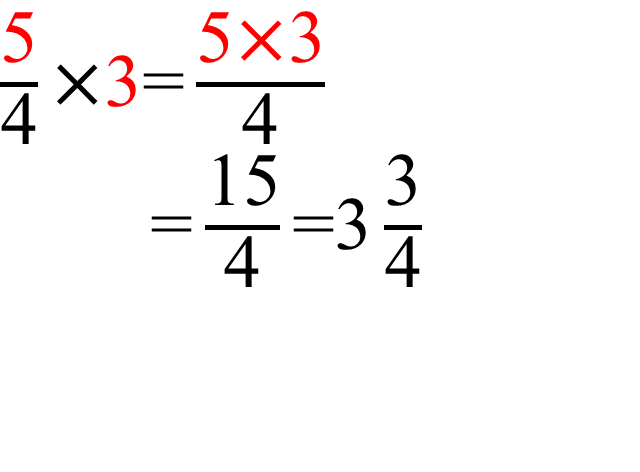 5/4 × 3 = 5×3/4
= 15/4 = 3 3/4